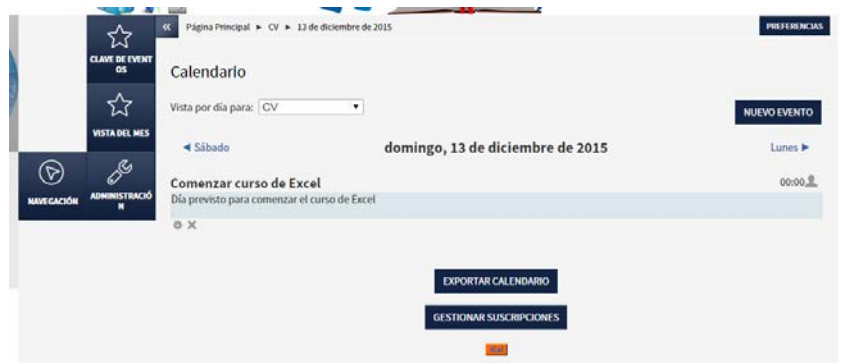 « Página Principal ► CV ► 13 de diciembre de 2015
PREFERENCIAS
CLAVE DE EVENT
OS
Calendario
Vista por día para: CV
NUEVO EVENTO
VISTA DEL MES
◄ Sábado
domingo, 13 de diciembre de 2015
Lunes ►
NAVEGACIÓN
ADMINISTRACIÓ
N
Comenzar curso de Excel
00:00
Día previsto para comenzar el curso de Excel
EXPORTAR CALENDARIO
GESTIONAR SUSCRIPCIONES
iCal